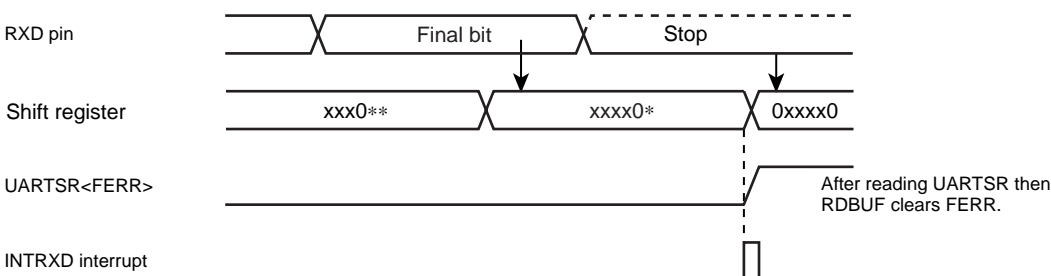 RXD pin
Final bit
Stop
Shift register
xxx0**
xxxx0*
0xxxx0
UARTSR<FERR>
After reading UARTSR then
RDBUF clears FERR.
INTRXD interrupt